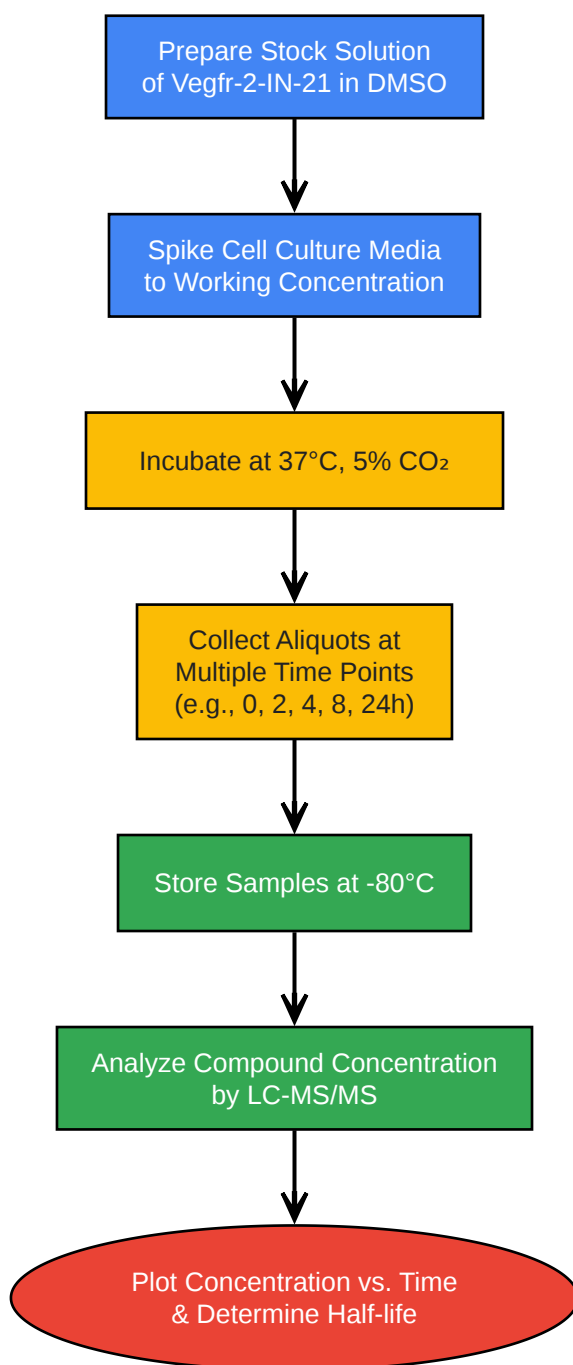 Prepare Stock Solution
of Vegfr-2-IN-21 in DMSO
Spike Cell Culture Media
to Working Concentration
Incubate at 37°C, 5% CO₂
Collect Aliquots at
Multiple Time Points
(e.g., 0, 2, 4, 8, 24h)
Store Samples at -80°C
Analyze Compound Concentration
by LC-MS/MS
Plot Concentration vs. Time
& Determine Half-life